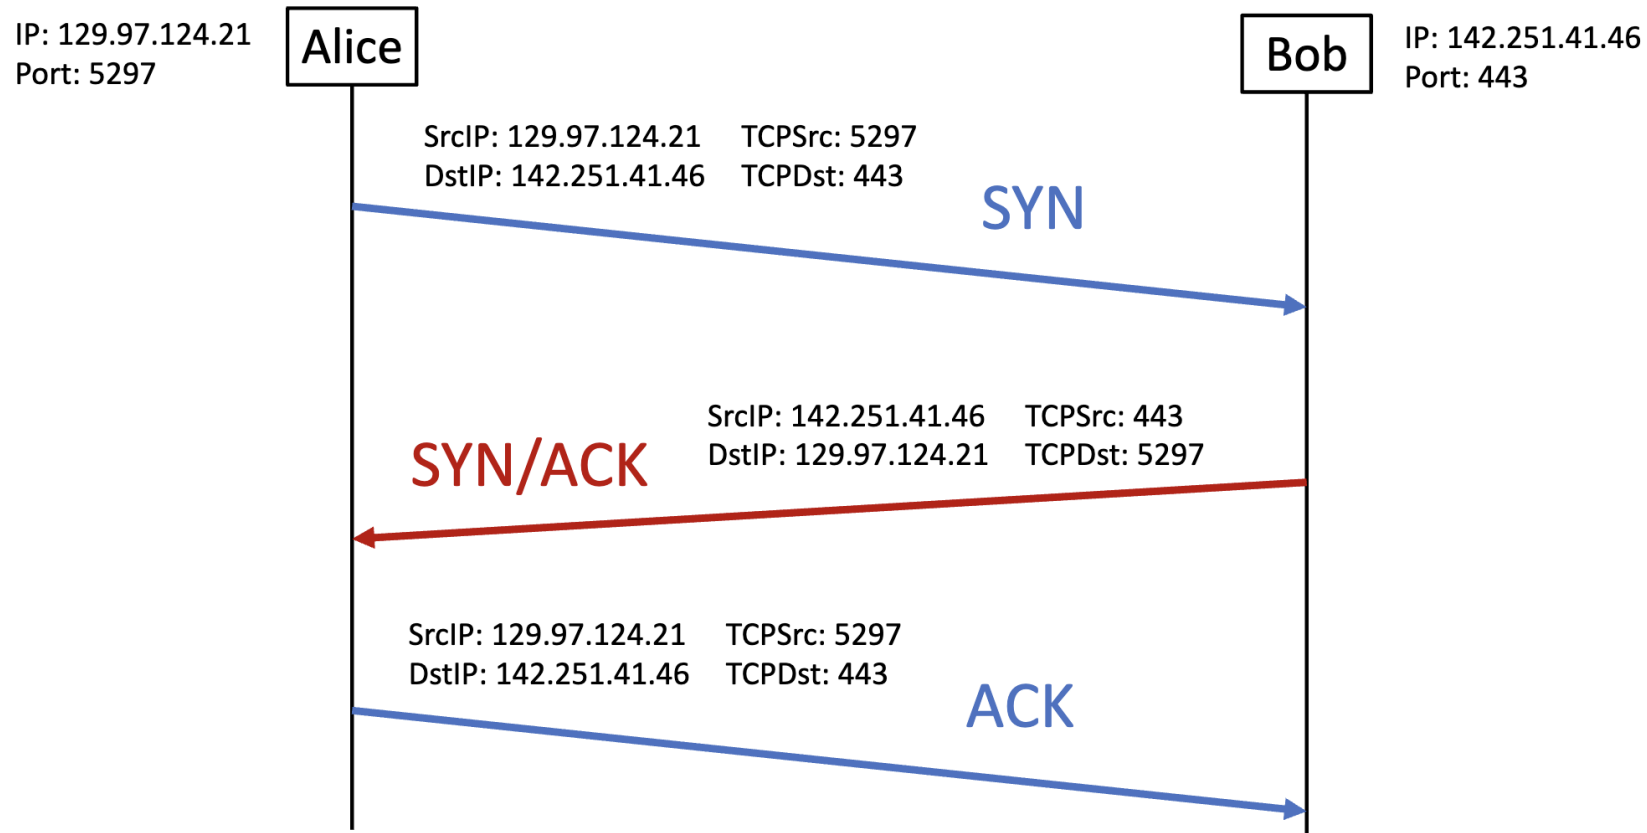 IP: 129.97.124.21
Port: 5297
Alice
Bob
IP: 142.251.41.46
Port: 443
SrcIP: 129.97.124.21 TCPSrc: 5297
DstIP: 142.251.41.46 TCPDst: 443
SYN
SrcIP: 142.251.41.46 TCPSrc: 443
DstIP: 129.97.124.21 TCPDst: 5297
SYN/ACK
SrcIP: 129.97.124.21 TCPSrc: 5297
DstIP: 142.251.41.46 TCPDst: 443
ACK